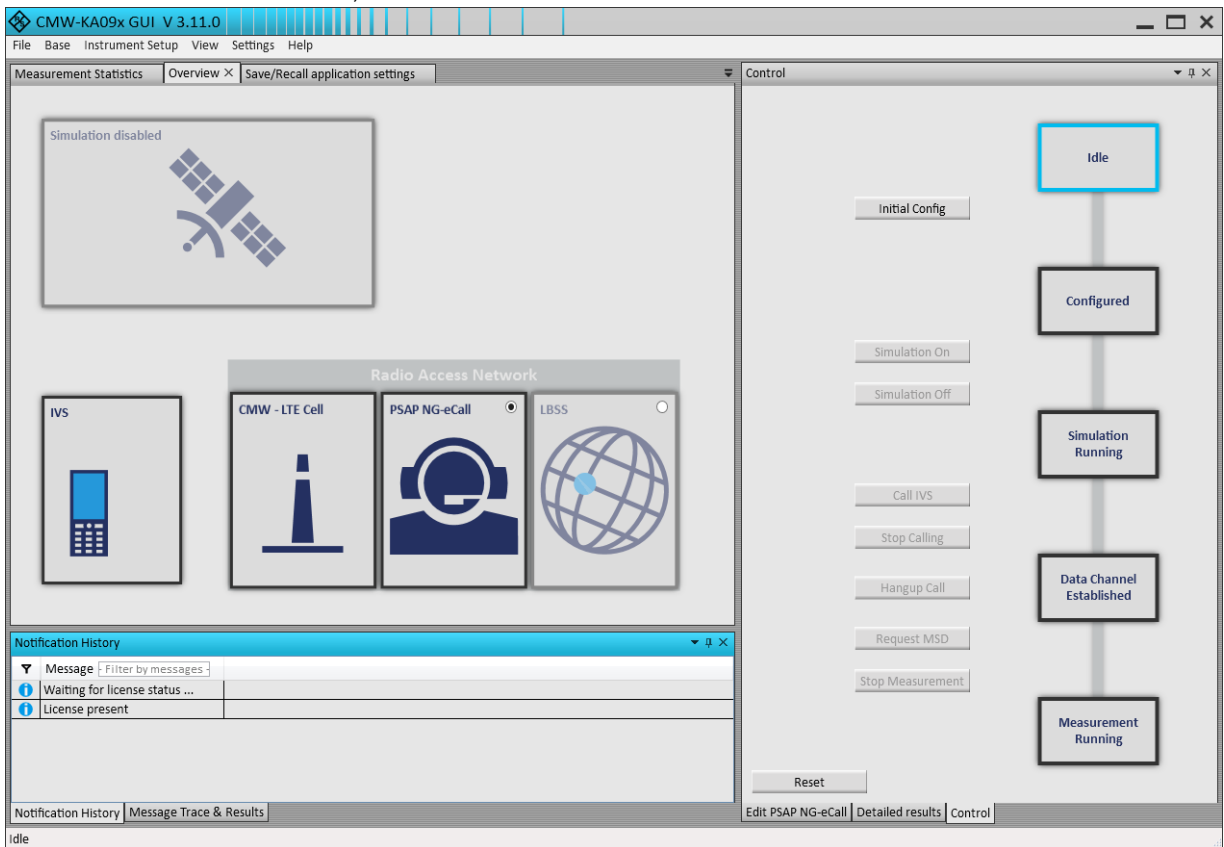 CMW-KA09x GUI V 3.11.0
File Base Instrument Setup View Settings Help
Measurement Statistics Overview Save/Recall application settings
Simulation disabled
Radio Access Network
IVS
CMW - LTE Cell
PSAP NG-eCall
LBSS
Notification History
Message - Filter by messages -
Waiting for license status ...
License present
Notification History Message Trace & Results
Control
Idle
Initial Config
Configured
Simulation On
Simulation Off
Simulation
Running
Call IVS
Stop Calling
Data Channel
Established
Hangup Call
Request MSD
Stop Measurement
Measurement
Running
Reset
Edit PSAP NG-eCall Detailed results Control
Idle